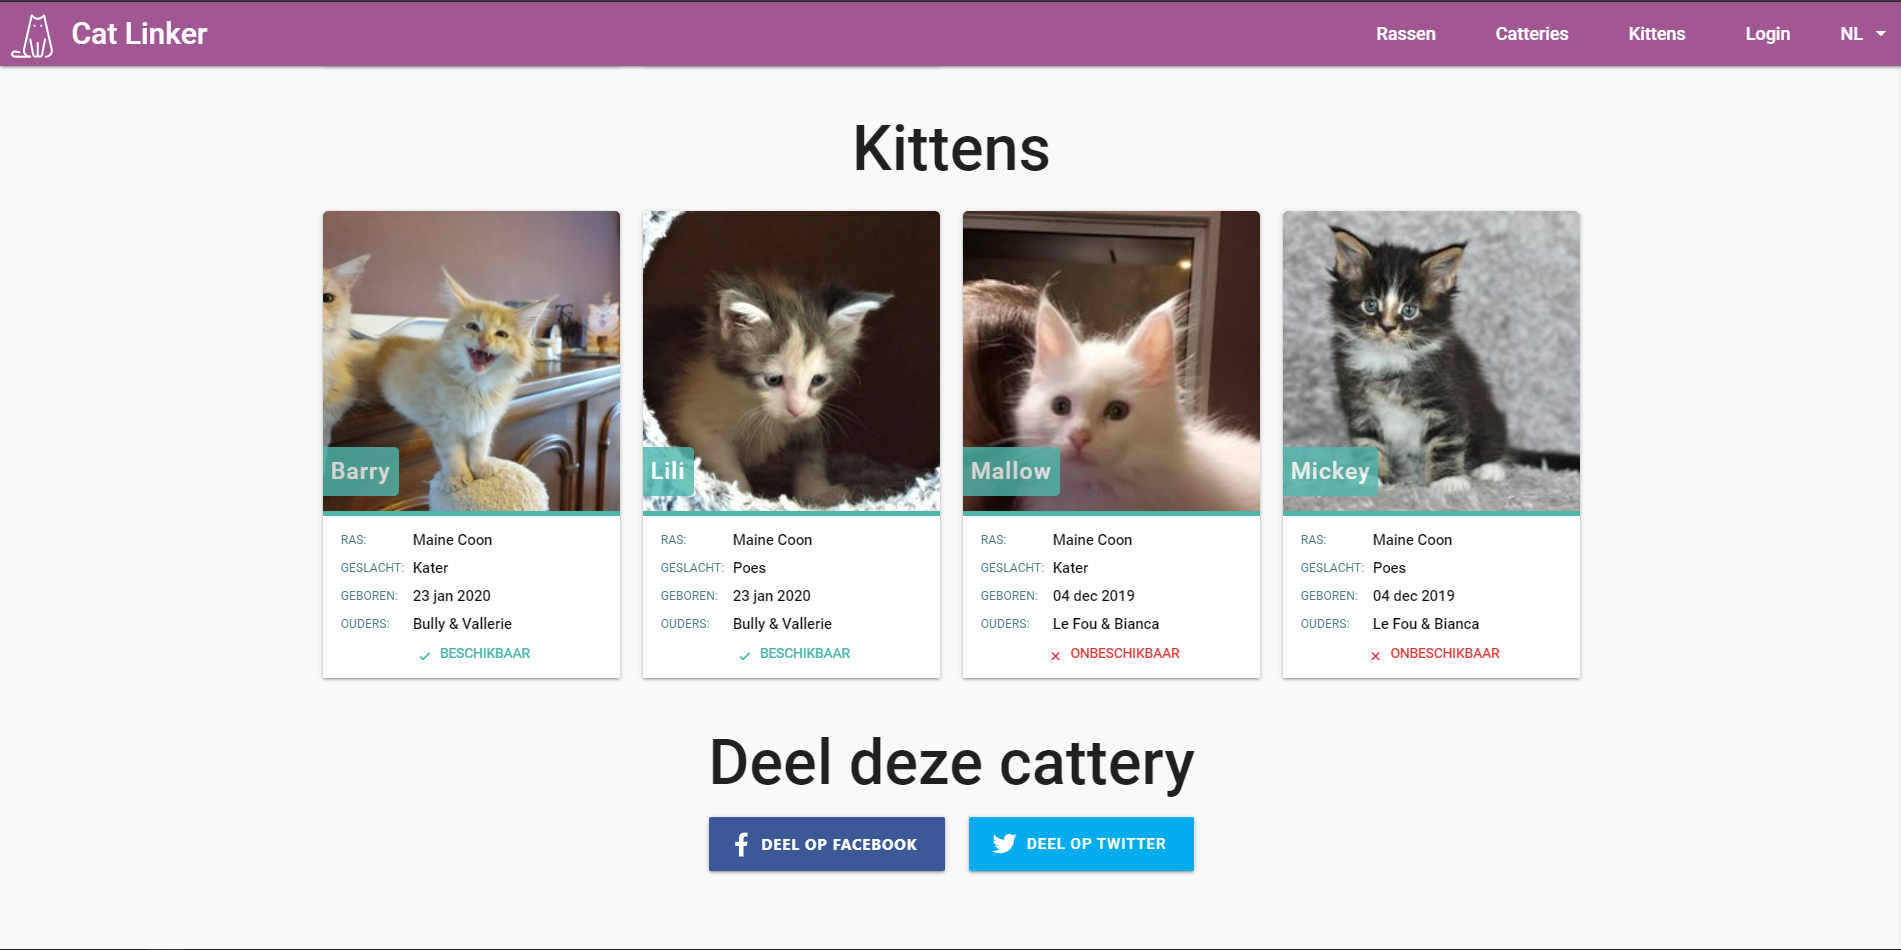 Cat Linker
Rassen Catteries Kittens Login NL
Kittens
Barry
RAS: Maine Coon
GESLACHT: Kater
GEBOREN: 23 jan 2020
OUDERS: Bully & Vallerie
BESCHIKBAAR
Lili
RAS: Maine Coon
GESLACHT: Poes
GEBOREN: 23 jan 2020
OUDERS: Bully & Vallerie
BESCHIKBAAR
Mallow
RAS: Maine Coon
GESLACHT: Kater
GEBOREN: 04 dec 2019
OUDERS: Le Fou & Bianca
ONBESCHIKBAAR
Mickey
RAS: Maine Coon
GESLACHT: Poes
GEBOREN: 04 dec 2019
OUDERS: Le Fou & Bianca
ONBESCHIKBAAR
Deel deze cattery
DEEL OP FACEBOOK
DEEL OP TWITTER